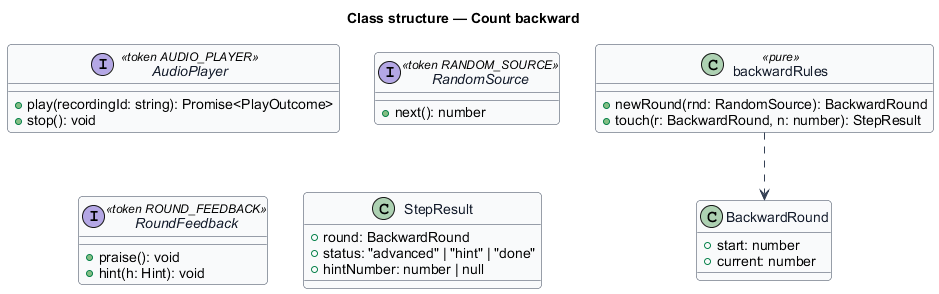 Class structure — Count backward
I
«token AUDIO_PLAYER»
AudioPlayer
play(recordingId: string): Promise<PlayOutcome>
stop(): void
I
«token RANDOM_SOURCE»
RandomSource
next(): number
C
«pure»
backwardRules
newRound(rnd: RandomSource): BackwardRound
touch(r: BackwardRound, n: number): StepResult
I
«token ROUND_FEEDBACK»
RoundFeedback
praise(): void
hint(h: Hint): void
C
StepResult
round: BackwardRound
status: "advanced" | "hint" | "done"
hintNumber: number | null
C
BackwardRound
start: number
current: number